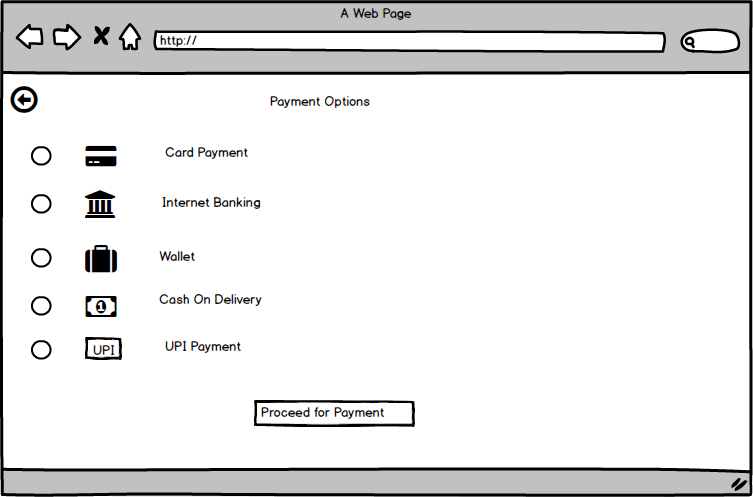 A Web Page
http://
Payment Options
Card Payment
Internet Banking
Wallet
1
Cash On Delivery
UPI
UPI Payment
Proceed for Payment